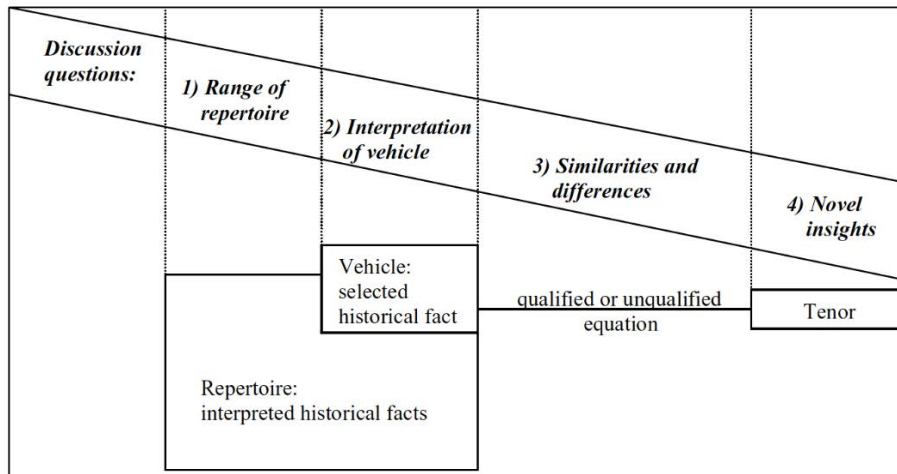 Discussion
questions:
1) Range of
repertoire
2) Interpretation
of vehicle
3) Similarities and
differences
4) Novel
insights
Vehicle:
selected
historical fact
qualified or unqualified
equation
Tenor
Repertoire:
interpreted historical facts